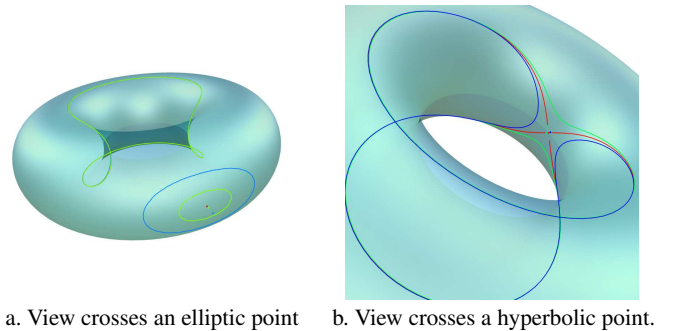 a. View crosses an elliptic point
b. View crosses a hyperbolic point.